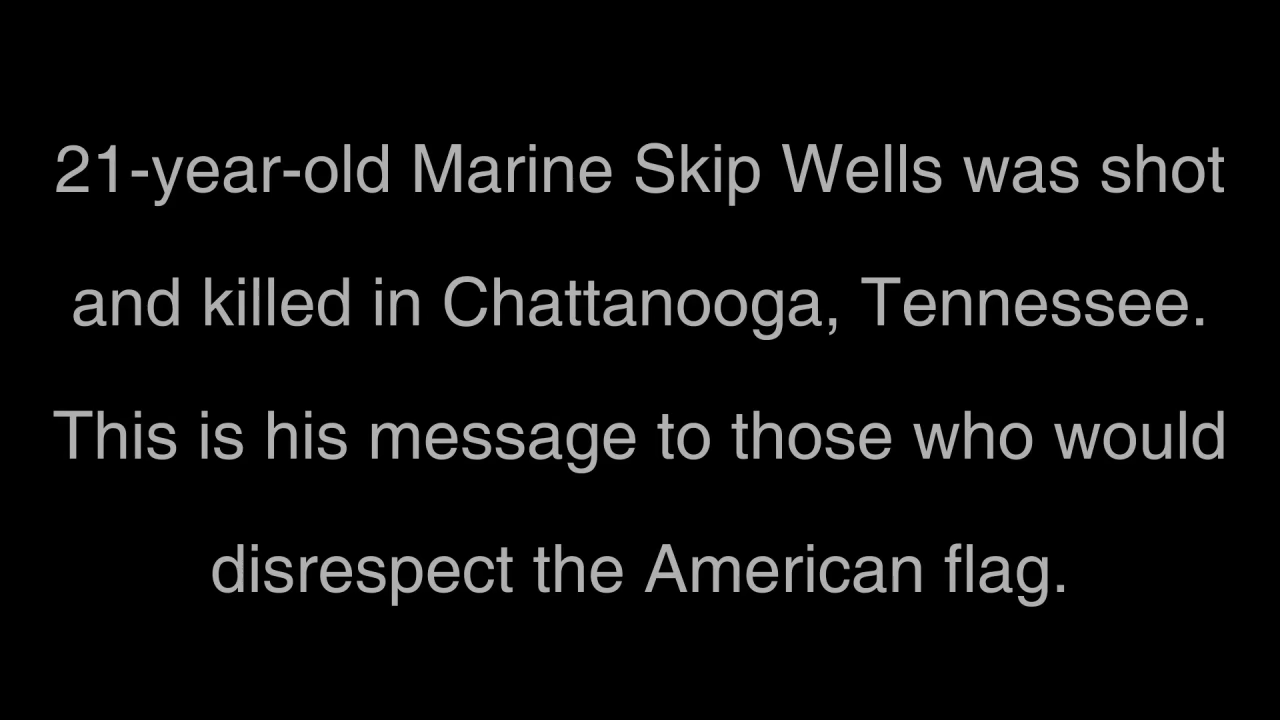 21-year-old Marine Skip Wells was shot
and killed in Chattanooga, Tennessee.
This is his message to those who would
disrespect the American flag.